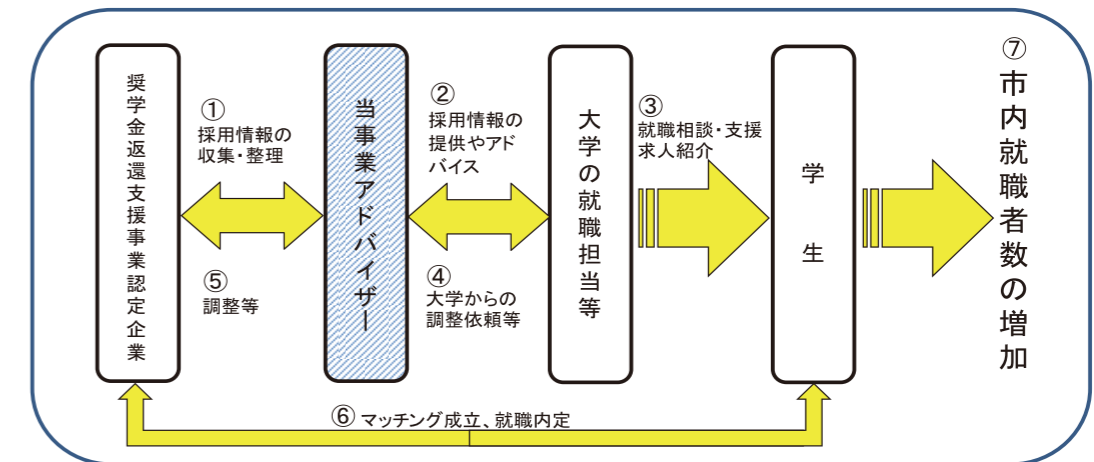 奨学金返還支援事業認定企業
①
採用情報の
収集・整理
⑤
調整等
当事業アドバイザー
②
採用情報の
提供やアド
バイス
④
大学からの
調整依頼等
大学の就職担当等
③
就職相談・支援
求人紹介
学生
⑥マッチング成立、就職内定
⑦市内就職者数の増加